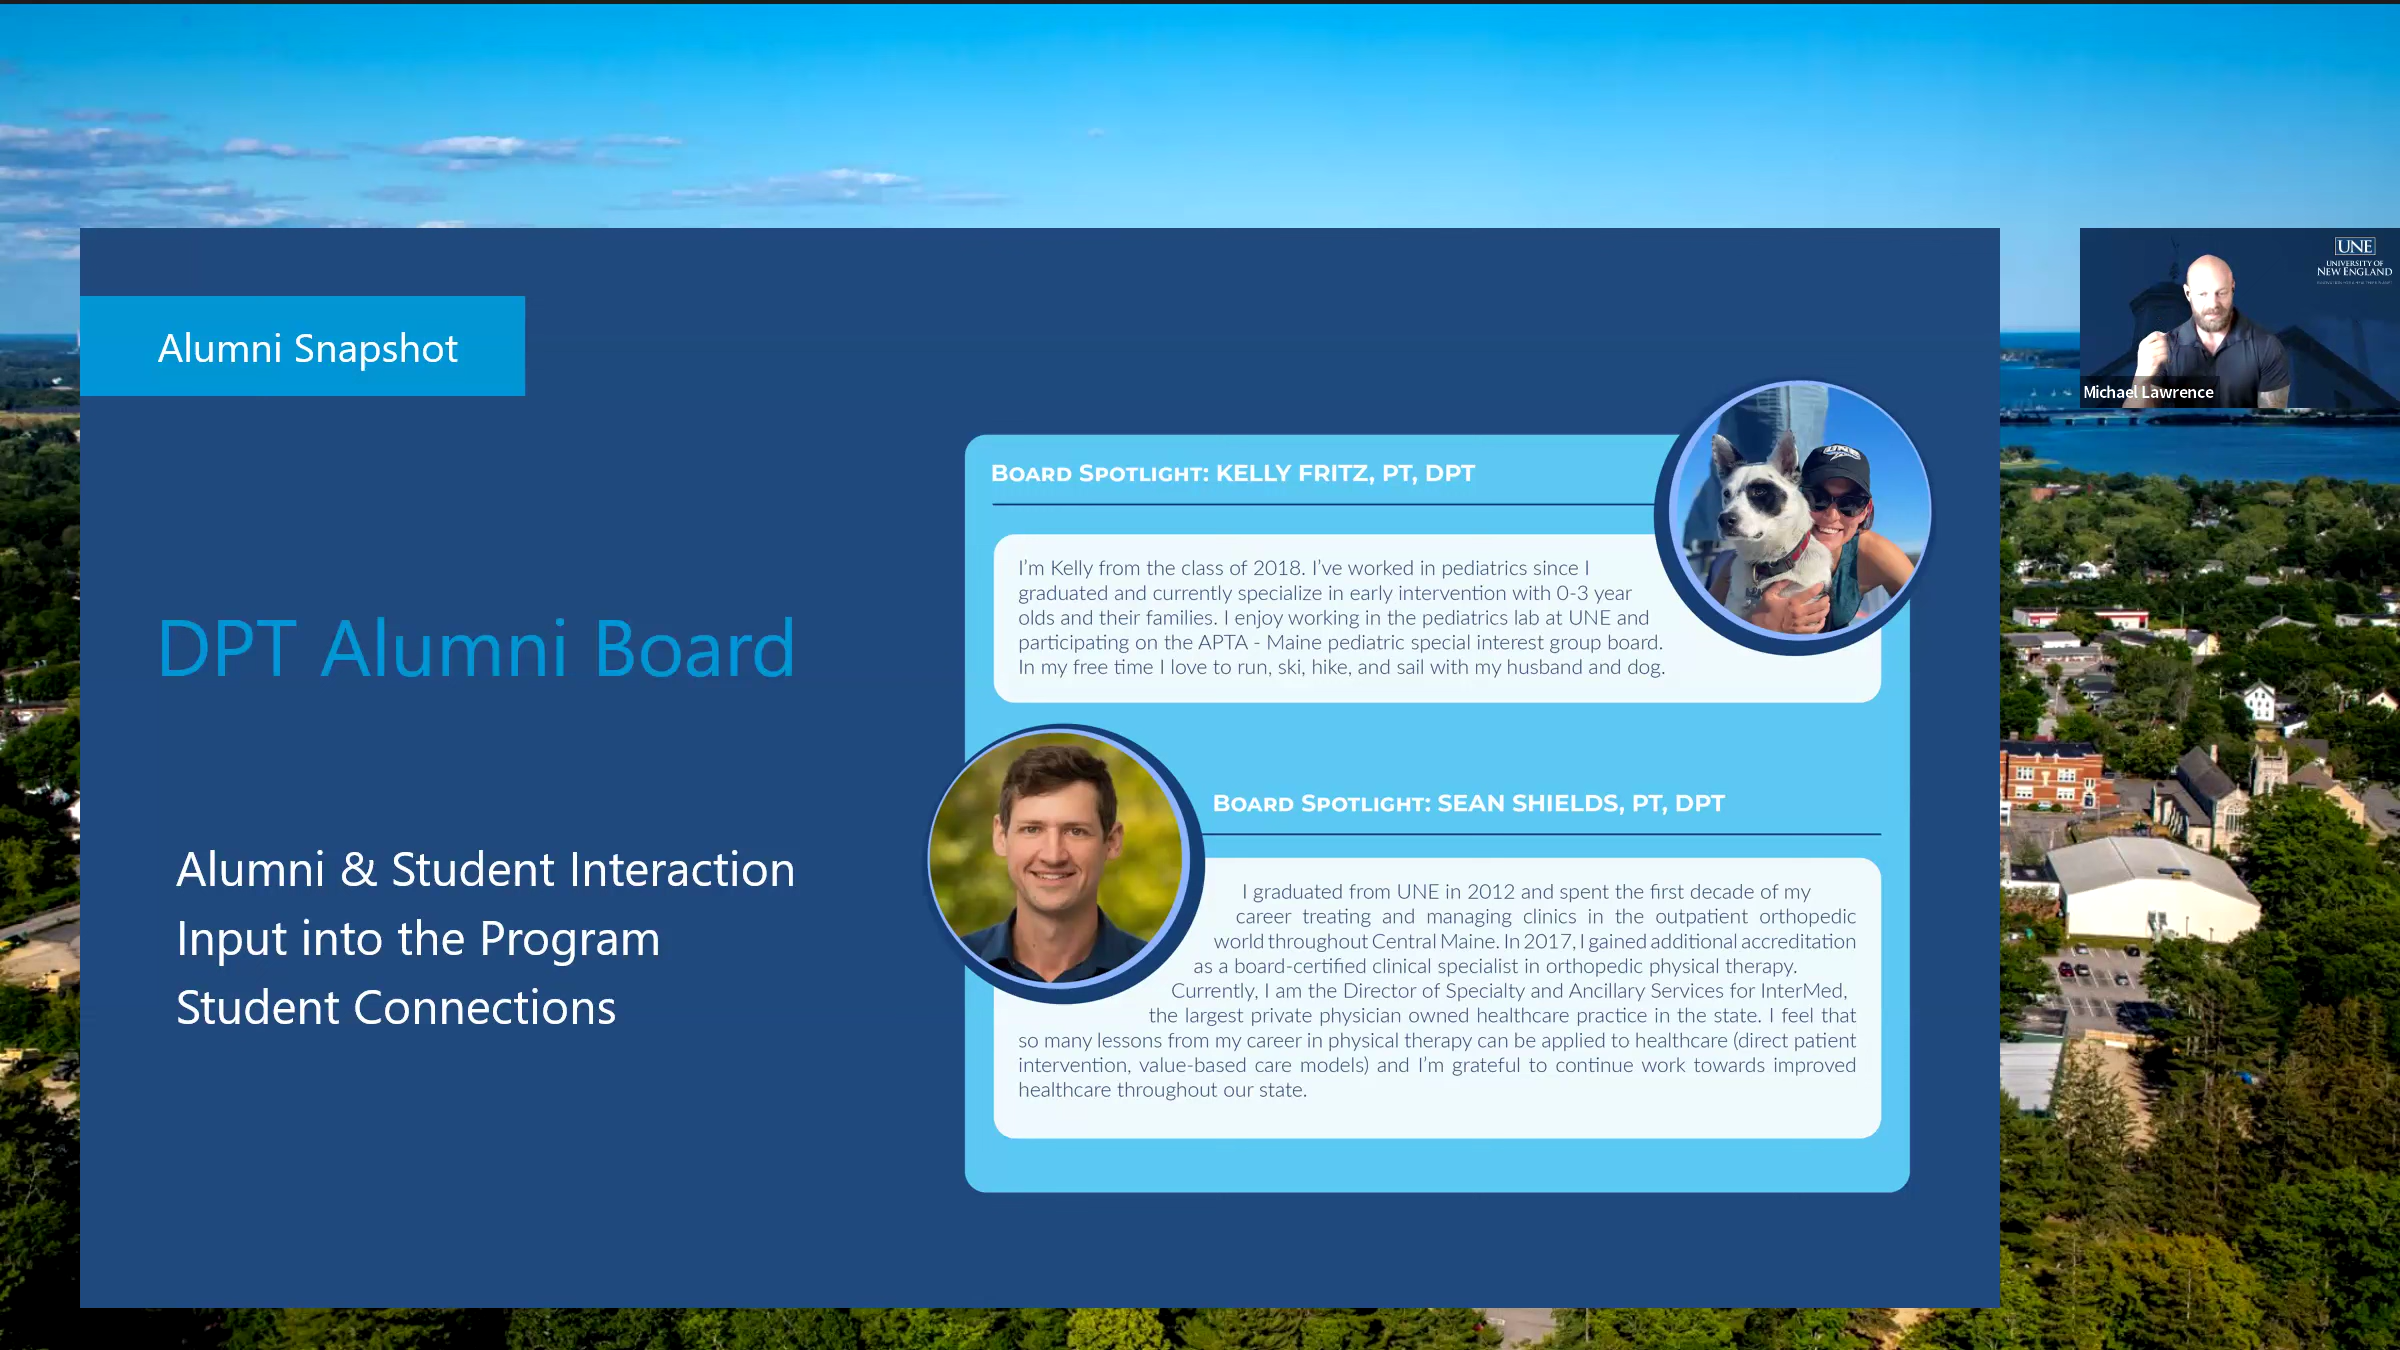 Alumni Snapshot
DPT Alumni Board
Alumni & Student Interaction
Input into the Program
Student Connections
BOARD SPOTLIGHT: KELLY FRITZ, PT, DPT
I'm Kelly from the class of 2018. I've worked in pediatrics since I
graduated and currently specialize in early intervention with 0-3 year
olds and their families. I enjoy working in the pediatrics lab at UNE and
participating on the APTA - Maine pediatric special interest group board.
In my free time I love to run, ski, hike, and sail with my husband and dog.
UNE
BOARD SPOTLIGHT: SEAN SHIELDS, PT, DPT
I graduated from UNE in 2012 and spent the first decade of my
career treating and managing clinics in the outpatient orthopedic
world throughout Central Maine. In 2017, I gained additional accreditation
as a board-certified clinical specialist in orthopedic physical therapy.
Currently, I am the Director of Specialty and Ancillary Services for InterMed,
the largest private physician owned healthcare practice in the state. I feel that
so many lessons from my career in physical therapy can be applied to healthcare (direct patient
intervention, value-based care models) and I'm grateful to continue work towards improved
healthcare throughout our state.
UNE
UNIVERSITY OF
NEW ENGLAND
Michael Lawrence